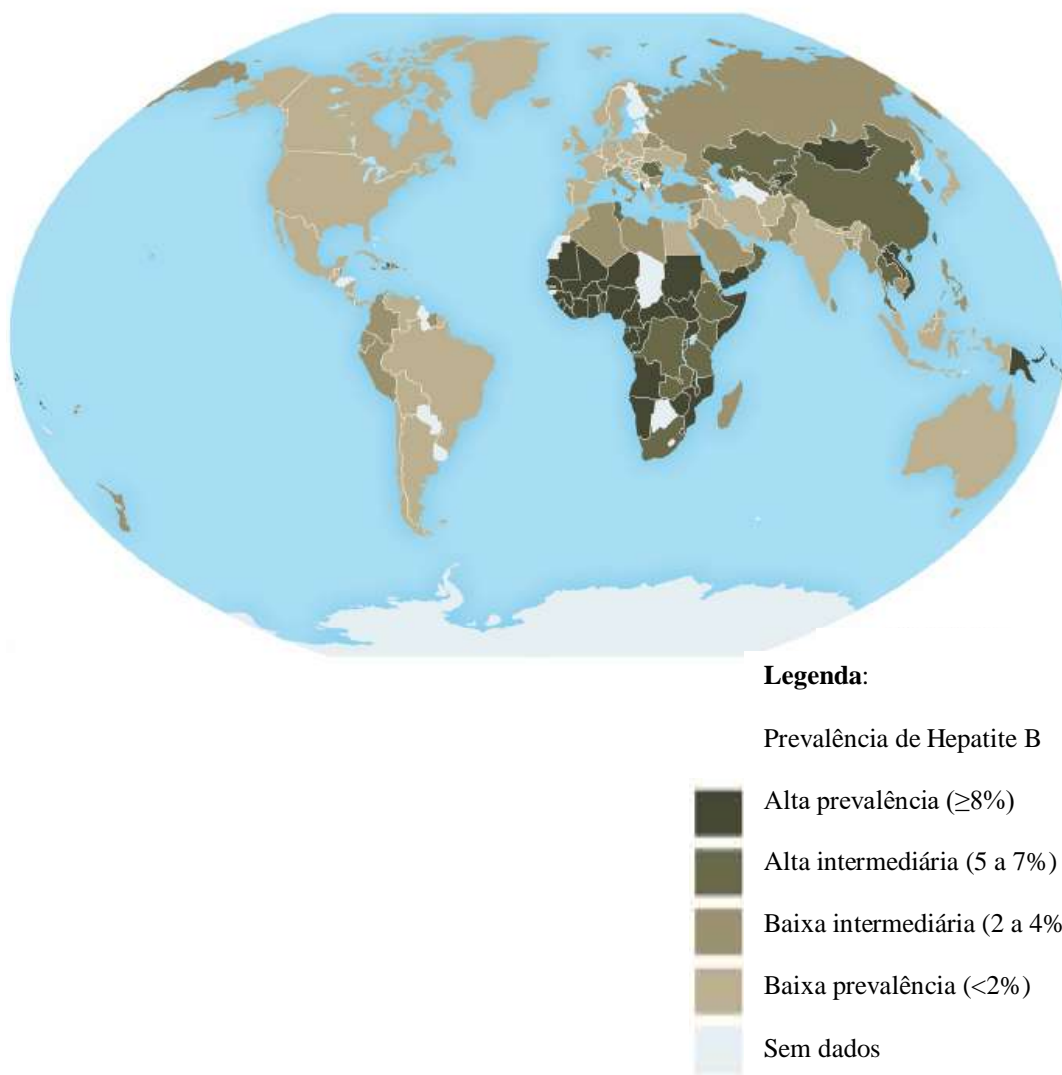 Legenda:
Prevalência de Hepatite B
Alta prevalência (≥8%)
Alta intermediária (5 a 7%)
Baixa intermediária (2 a 4%
Baixa prevalência (<2%)
Sem dados